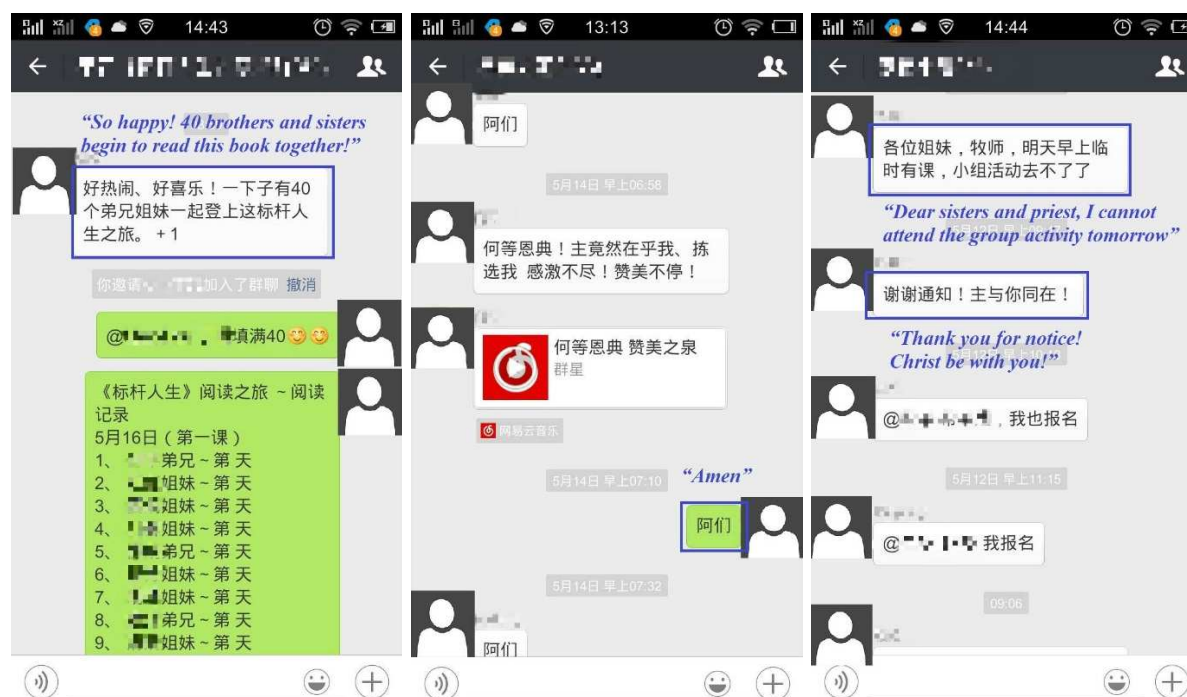 14:43
“So happy! 40 brothers and sisters
begin to read this book together!”
好热闹、好喜乐！一下子有40
个弟兄姐妹一起登上这标杆人
生之旅。 +1
你邀请
加入了群聊 撤消
@
填满40
《标杆人生》阅读之旅 ~ 阅读
记录
5月16日（第一课）
1、 弟兄 ~ 第 天
2、 姐妹 ~ 第 天
3、 姐妹 ~ 第 天
4、 姐妹 ~ 第 天
5、 弟兄 ~ 第 天
6、 姐妹 ~ 第 天
7、 姐妹 ~ 第 天
8、 弟兄 ~ 第 天
9、 姐妹 ~ 第 天
13:13
阿们
5月14日 早上06:58
何等恩典！主竟然在乎我、拣
选我 感激不尽！赞美不停！
何等恩典 赞美之泉
群星
网易云音乐
5月14日 早上07:10
“Amen”
阿们
5月14日 早上07:32
阿们
14:44
各位姐妹，牧师，明天早上临
时有课，小组活动去不了了
“Dear sisters and priest, I cannot
attend the group activity tomorrow”
谢谢通知！主与你同在！
“Thank you for notice!
Christ be with you!”
@ ，我也报名
5月12日 早上11:15
@ 我报名
09:06